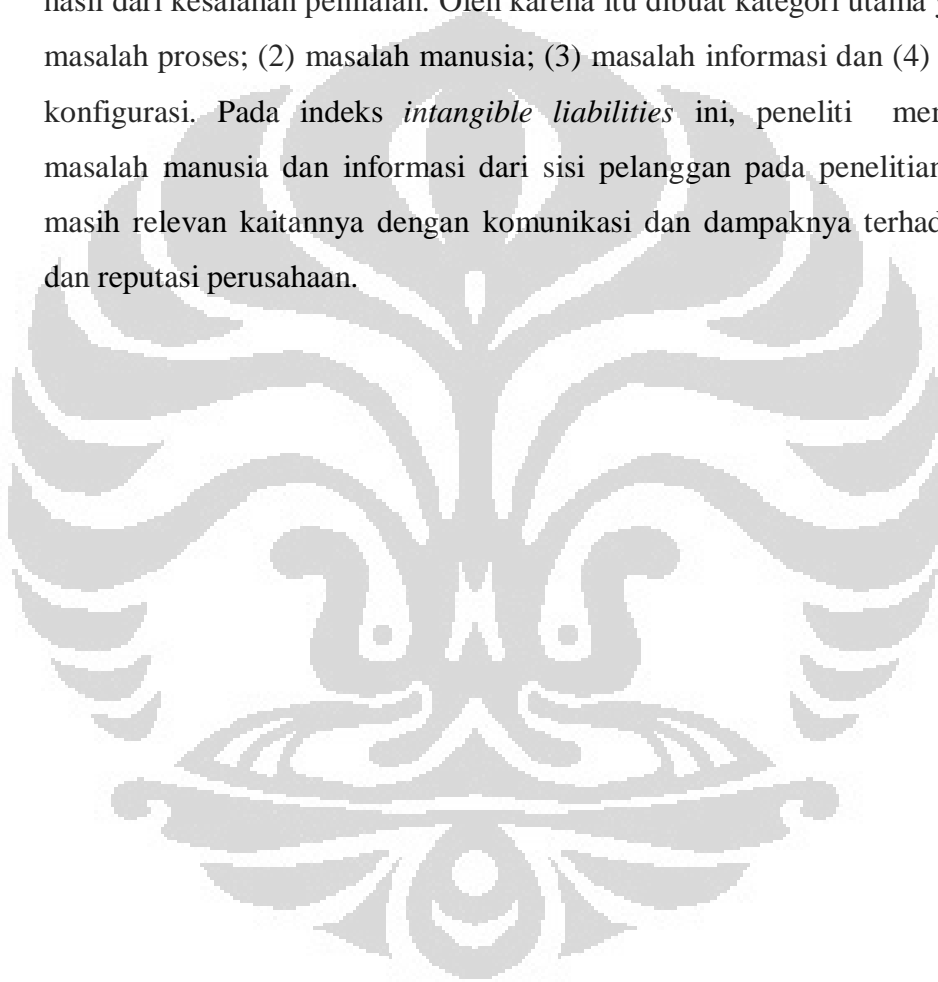 hasil dari kesalahan penilaian. Oleh karena itu dibuat kategori utama
masalah proses; (2) masalah manusia; (3) masalah informasi dan (4)
konfigurasi. Pada indeks intangible liabilities ini, peneliti
masalah manusia dan informasi dari sisi pelanggan pada penelitian
masih relevan kaitannya dengan komunikasi dan dampaknya
dan reputasi perusahaan.